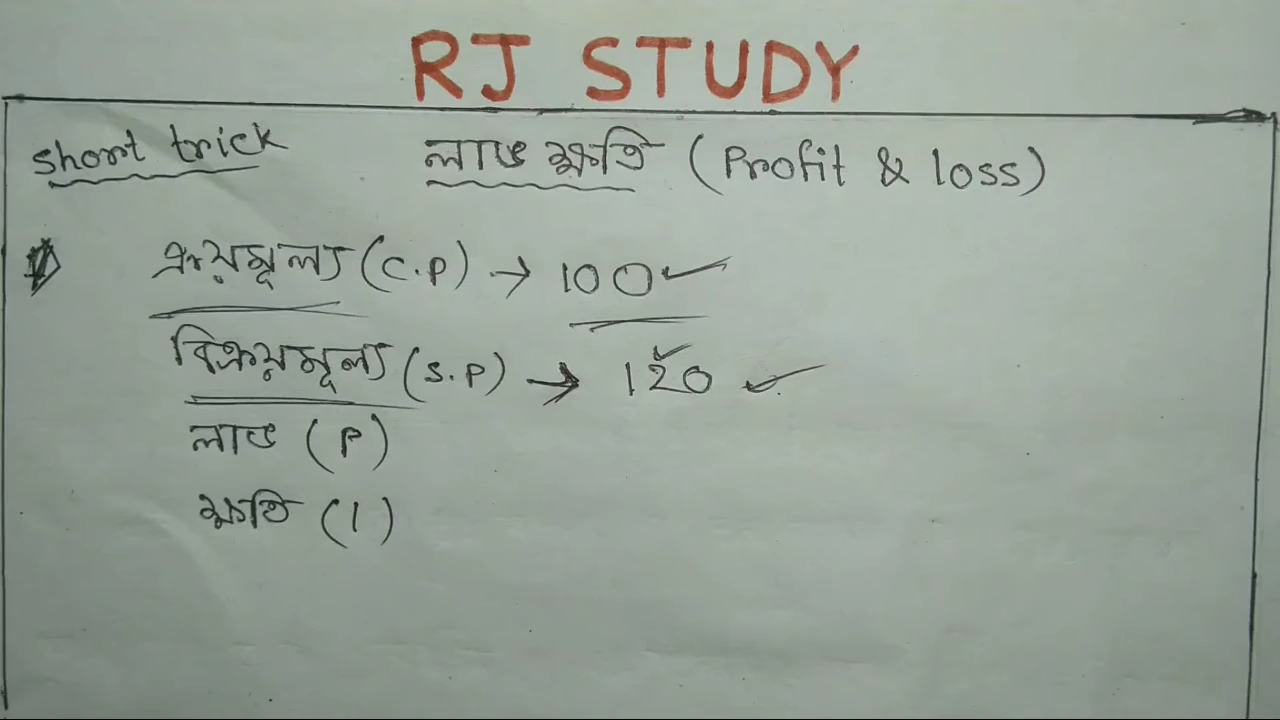 RJ STUDY
short trick লাভ ক্ষতি (Profit & loss)
ক্রয়মূল্য (C.P) → 100 ✓
বিক্রয়মূল্য (S.P) → 120 ✓
লাভ (P)
ক্ষতি (l)